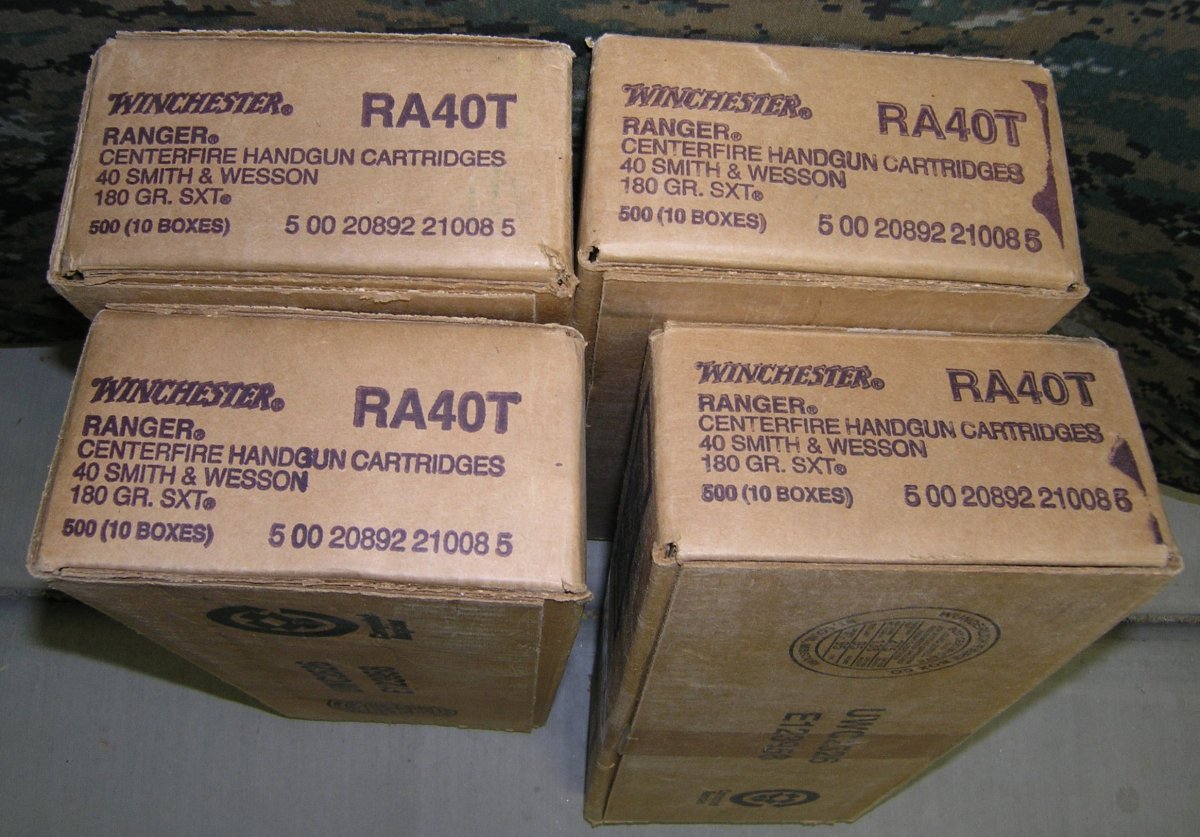 WINCHESTER® RA40T
RANGER®
CENTERFIRE HANDGUN CARTRIDGES
40 SMITH & WESSON
180 GR. SXT®
500 (10 BOXES) 5 00 20892 21008 5
WINCHESTER® RA40T
RANGER®
CENTERFIRE HANDGUN CARTRIDGES
40 SMITH & WESSON
180 GR. SXT®
500 (10 BOXES) 5 00 20892 21008 5
WINCHESTER® RA40T
RANGER®
CENTERFIRE HANDGUN CARTRIDGES
40 SMITH & WESSON
180 GR. SXT®
500 (10 BOXES) 5 00 20892 21008 5
WINCHESTER® RA40T
RANGER®
CENTERFIRE HANDGUN CARTRIDGES
40 SMITH & WESSON
180 GR. SXT®
500 (10 BOXES) 5 00 20892 21008 5